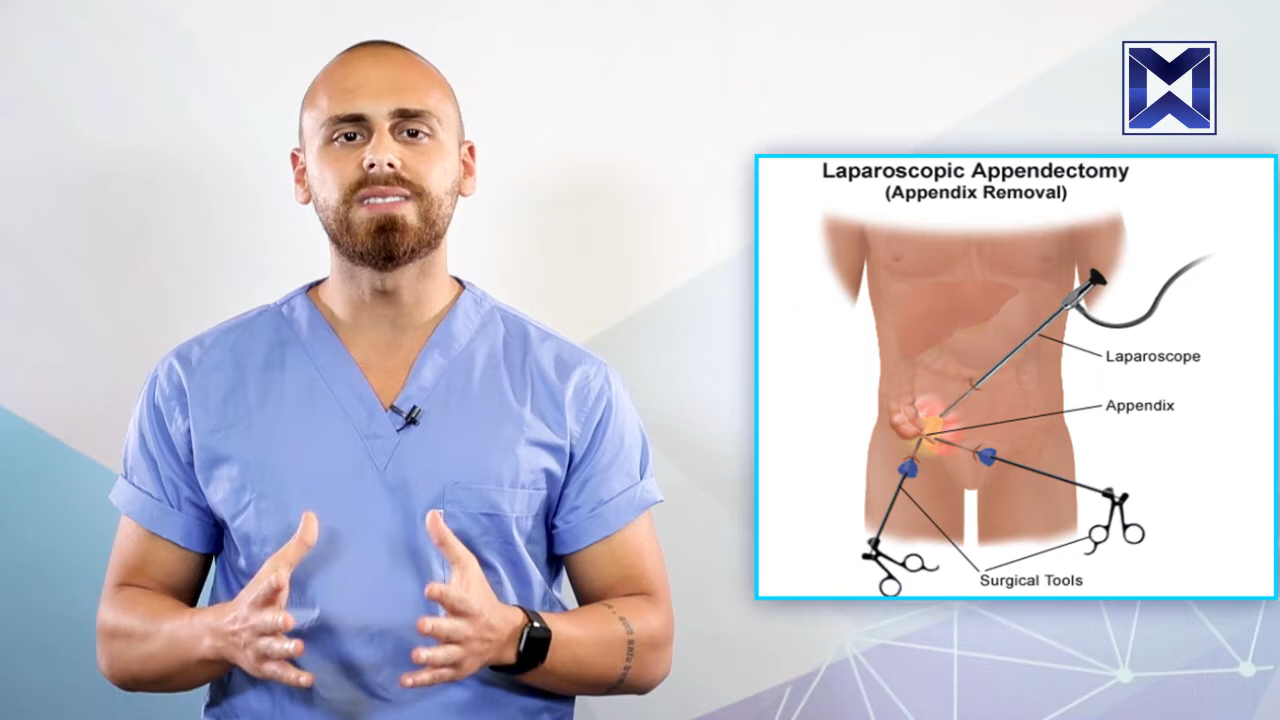 Laparoscopic Appendectomy
(Appendix Removal)
Laparoscope
Appendix
Surgical Tools